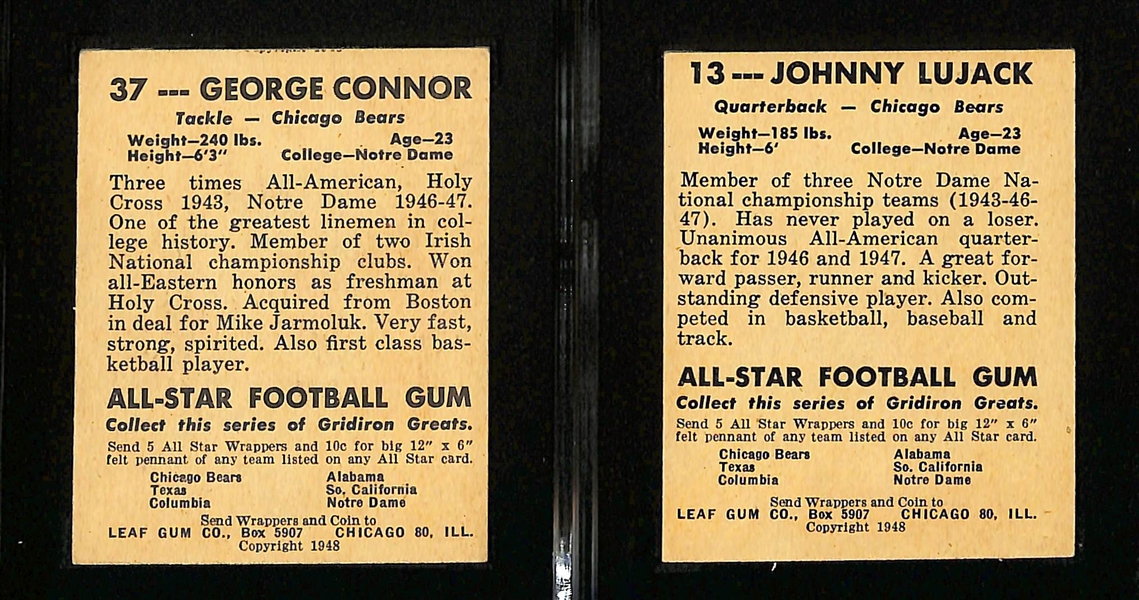 37 --- GEORGE CONNOR
Tackle — Chicago Bears
Weight—240 lbs. Age—23
Height—6'3" College—Notre Dame
Three times All-American, Holy
Cross 1943, Notre Dame 1946-47.
One of the greatest linemen in col-
lege history. Member of two Irish
National championship clubs. Won
all-Eastern honors as freshman at
Holy Cross. Acquired from Boston
in deal for Mike Jarmoluk. Very fast,
strong, spirited. Also first class bas-
ketball player.
ALL-STAR FOOTBALL GUM
Collect this series of Gridiron Greats.
Send 5 All Star Wrappers and 10c for big 12" x 6"
felt pennant of any team listed on any All Star card.
Chicago Bears Alabama
Texas So. California
Columbia Notre Dame
Send Wrappers and Coin to
LEAF GUM CO., Box 5907 CHICAGO 80, ILL.
Copyright 1948
13 --- JOHNNY LUJACK
Quarterback — Chicago Bears
Weight—185 lbs. Age—23
Height—6' College—Notre Dame
Member of three Notre Dame Na-
tional championship teams (1943-46-
47). Has never played on a loser.
Unanimous All-American quarter-
back for 1946 and 1947. A great for-
ward passer, runner and kicker. Out-
standing defensive player. Also com-
peted in basketball, baseball and
track.
ALL-STAR FOOTBALL GUM
Collect this series of Gridiron Greats.
Send 5 All Star Wrappers and 10c for big 12" x 6"
felt pennant of any team listed on any All Star card.
Chicago Bears Alabama
Texas So. California
Columbia Notre Dame
Send Wrappers and Coin to
LEAF GUM CO., Box 5907 CHICAGO 80, ILL.
Copyright 1948